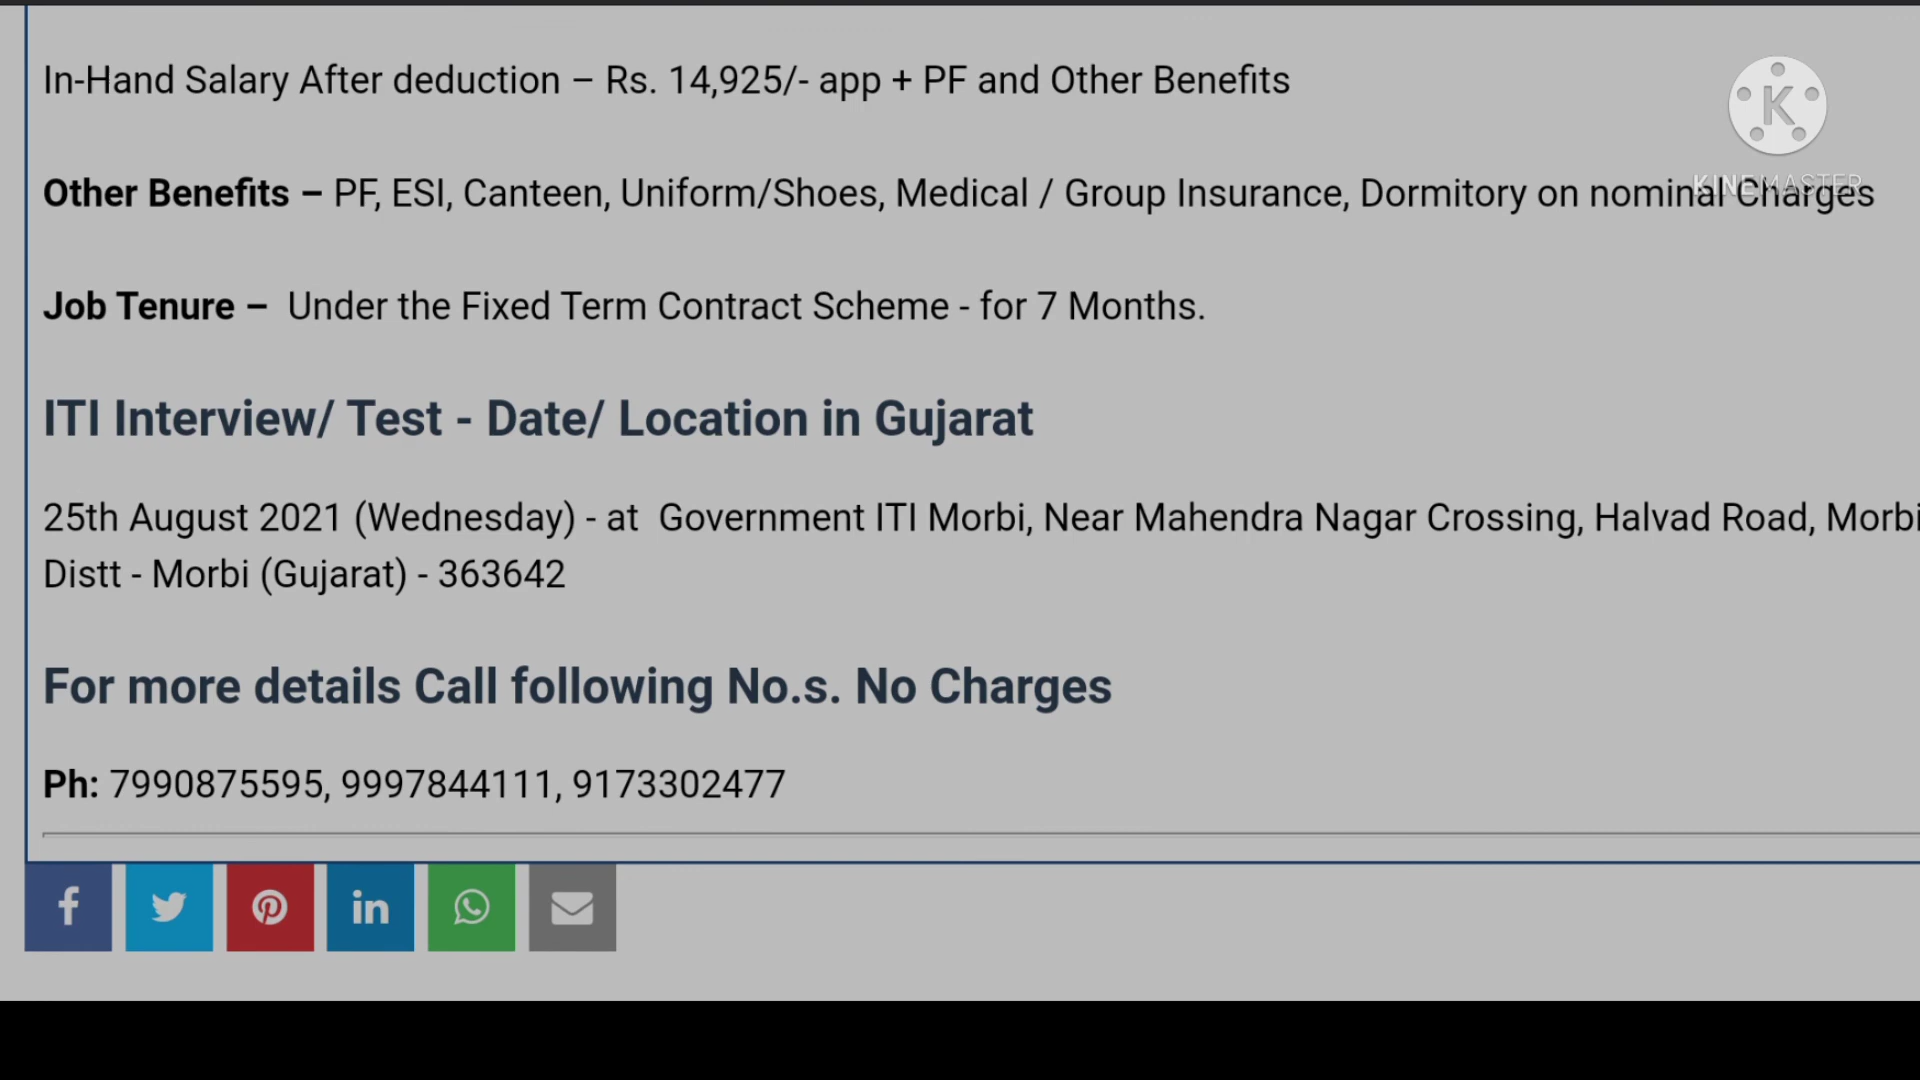 In-Hand Salary After deduction – Rs. 14,925/- app + PF and Other Benefits
K
KINEMASTER
Other Benefits – PF, ESI, Canteen, Uniform/Shoes, Medical / Group Insurance, Dormitory on nominal Charges
Job Tenure – Under the Fixed Term Contract Scheme - for 7 Months.
ITI Interview/ Test - Date/ Location in Gujarat
25th August 2021 (Wednesday) - at Government ITI Morbi, Near Mahendra Nagar Crossing, Halvad Road, Morbi
Distt - Morbi (Gujarat) - 363642
For more details Call following No.s. No Charges
Ph: 7990875595, 9997844111, 9173302477